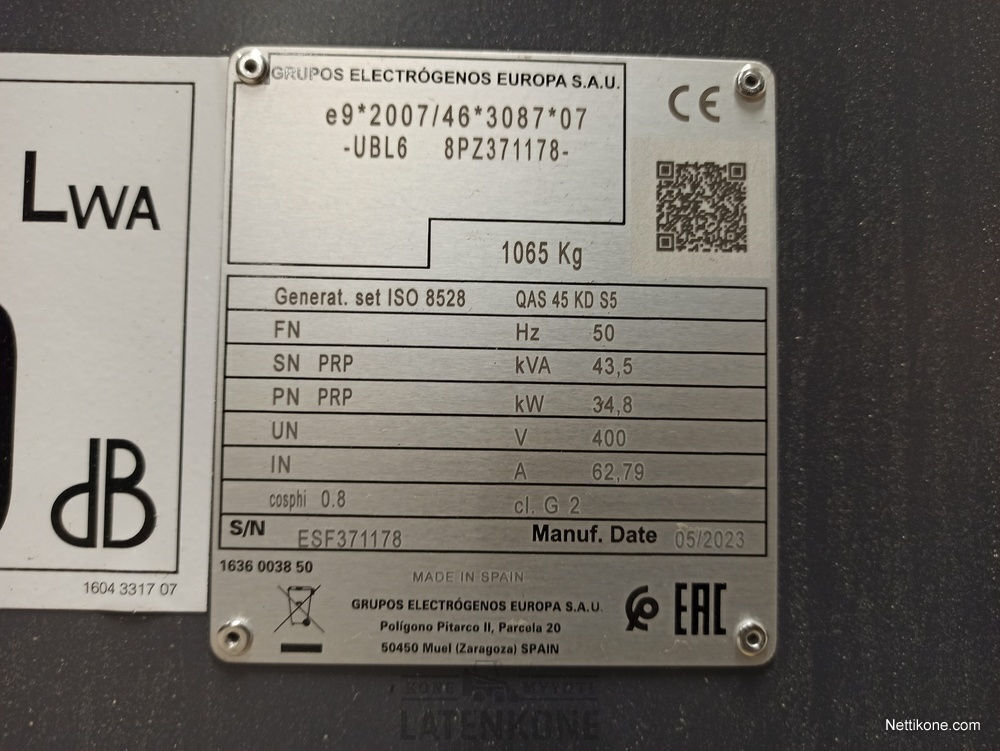 LWA
dB
1604 3317 07
GRUPOS ELECTRÓGENOS EUROPA S.A.U.
e9*2007/46*3087*07
-UBL6 8PZ371178-
CE
1065 Kg
Generat. set ISO 8528 QAS 45 KD S5
FN Hz 50
SN PRP kVA 43,5
PN PRP kW 34,8
UN V 400
IN A 62,79
cosphi 0.8 cl. G 2
S/N ESF371178 Manuf. Date 05/2023
1636 0038 50
MADE IN SPAIN
GRUPOS ELECTRÓGENOS EUROPA S.A.U.
Polígono Pitarco II, Parcela 20
50450 Muel (Zaragoza) SPAIN
EAC
KONE MYYNTI
LATENKONE
Nettikone.com